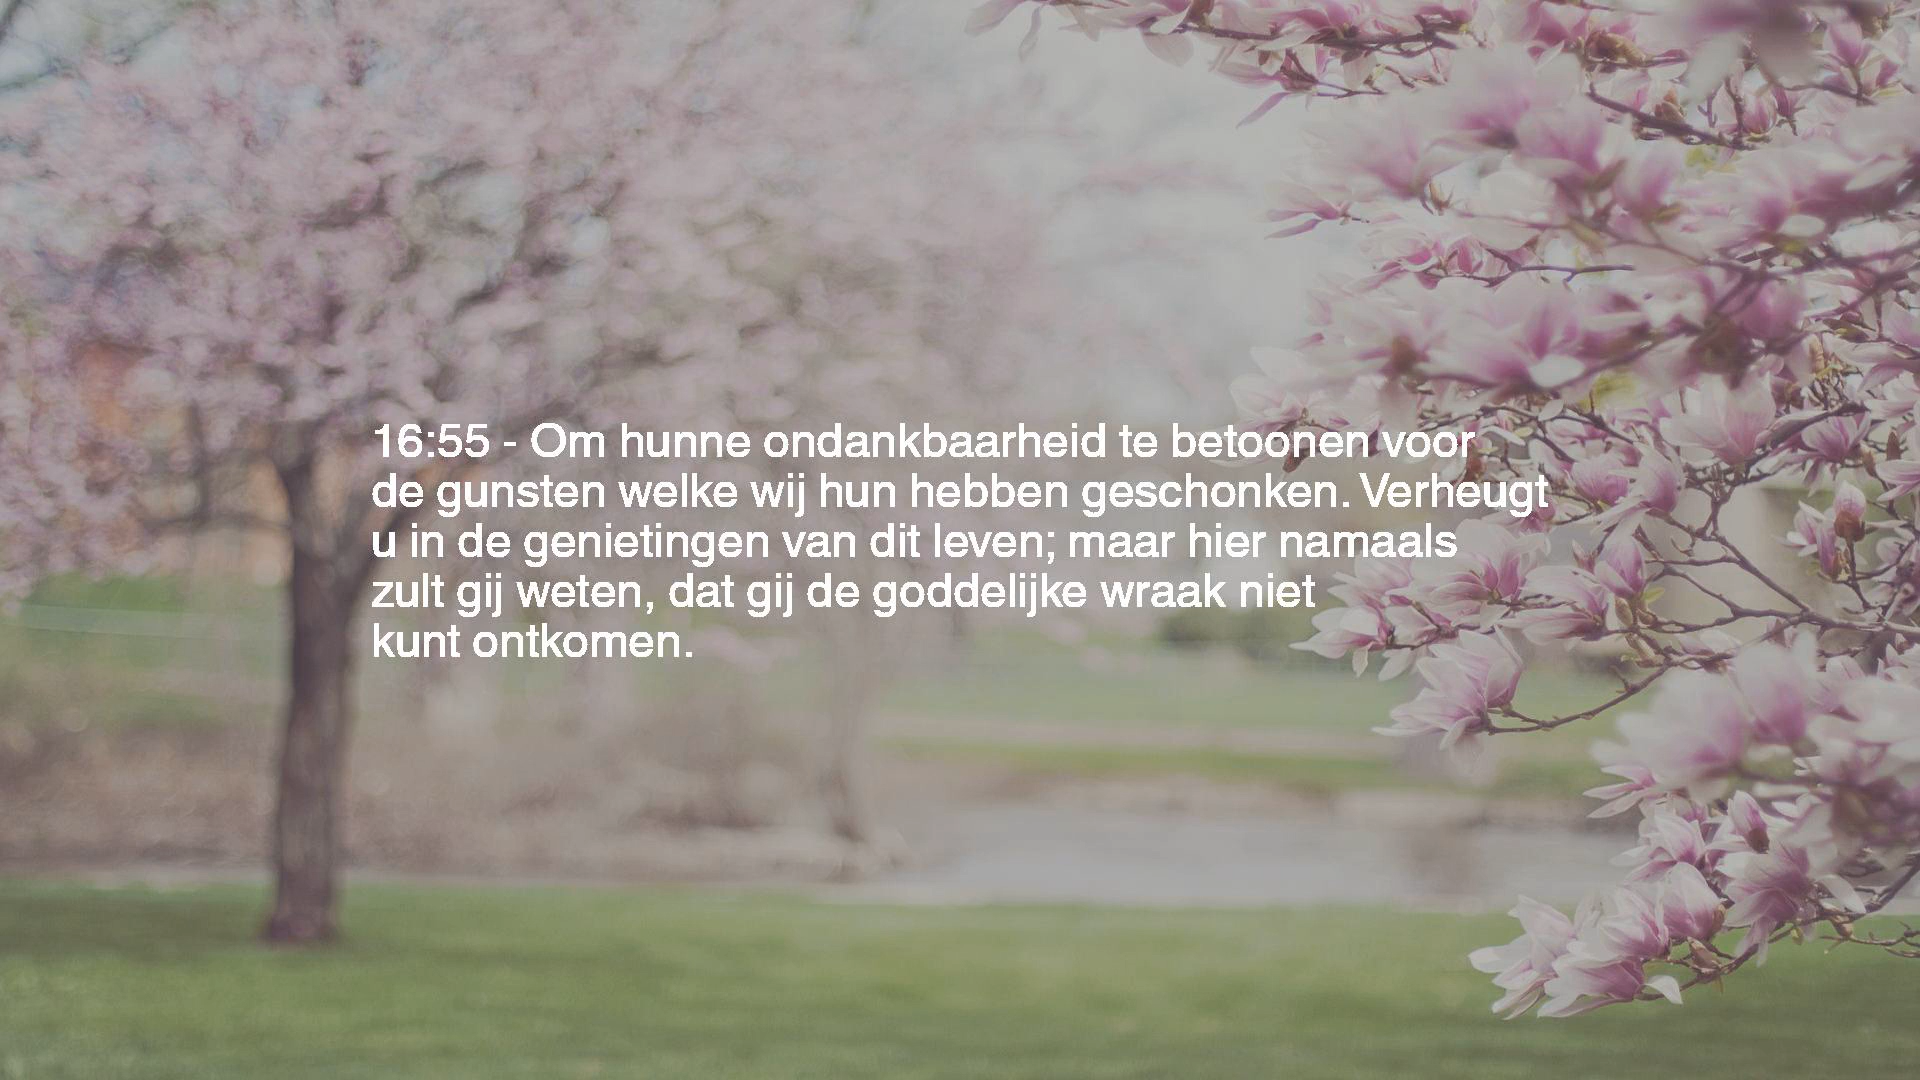 16:55 - Om hunne ondankbaarheid te betoonen voor
de gunsten welke wij hun hebben geschonken. Verheugt
u in de genietingen van dit leven; maar hier namaals
zult gij weten, dat gij de goddelijke wraak niet
kunt ontkomen.